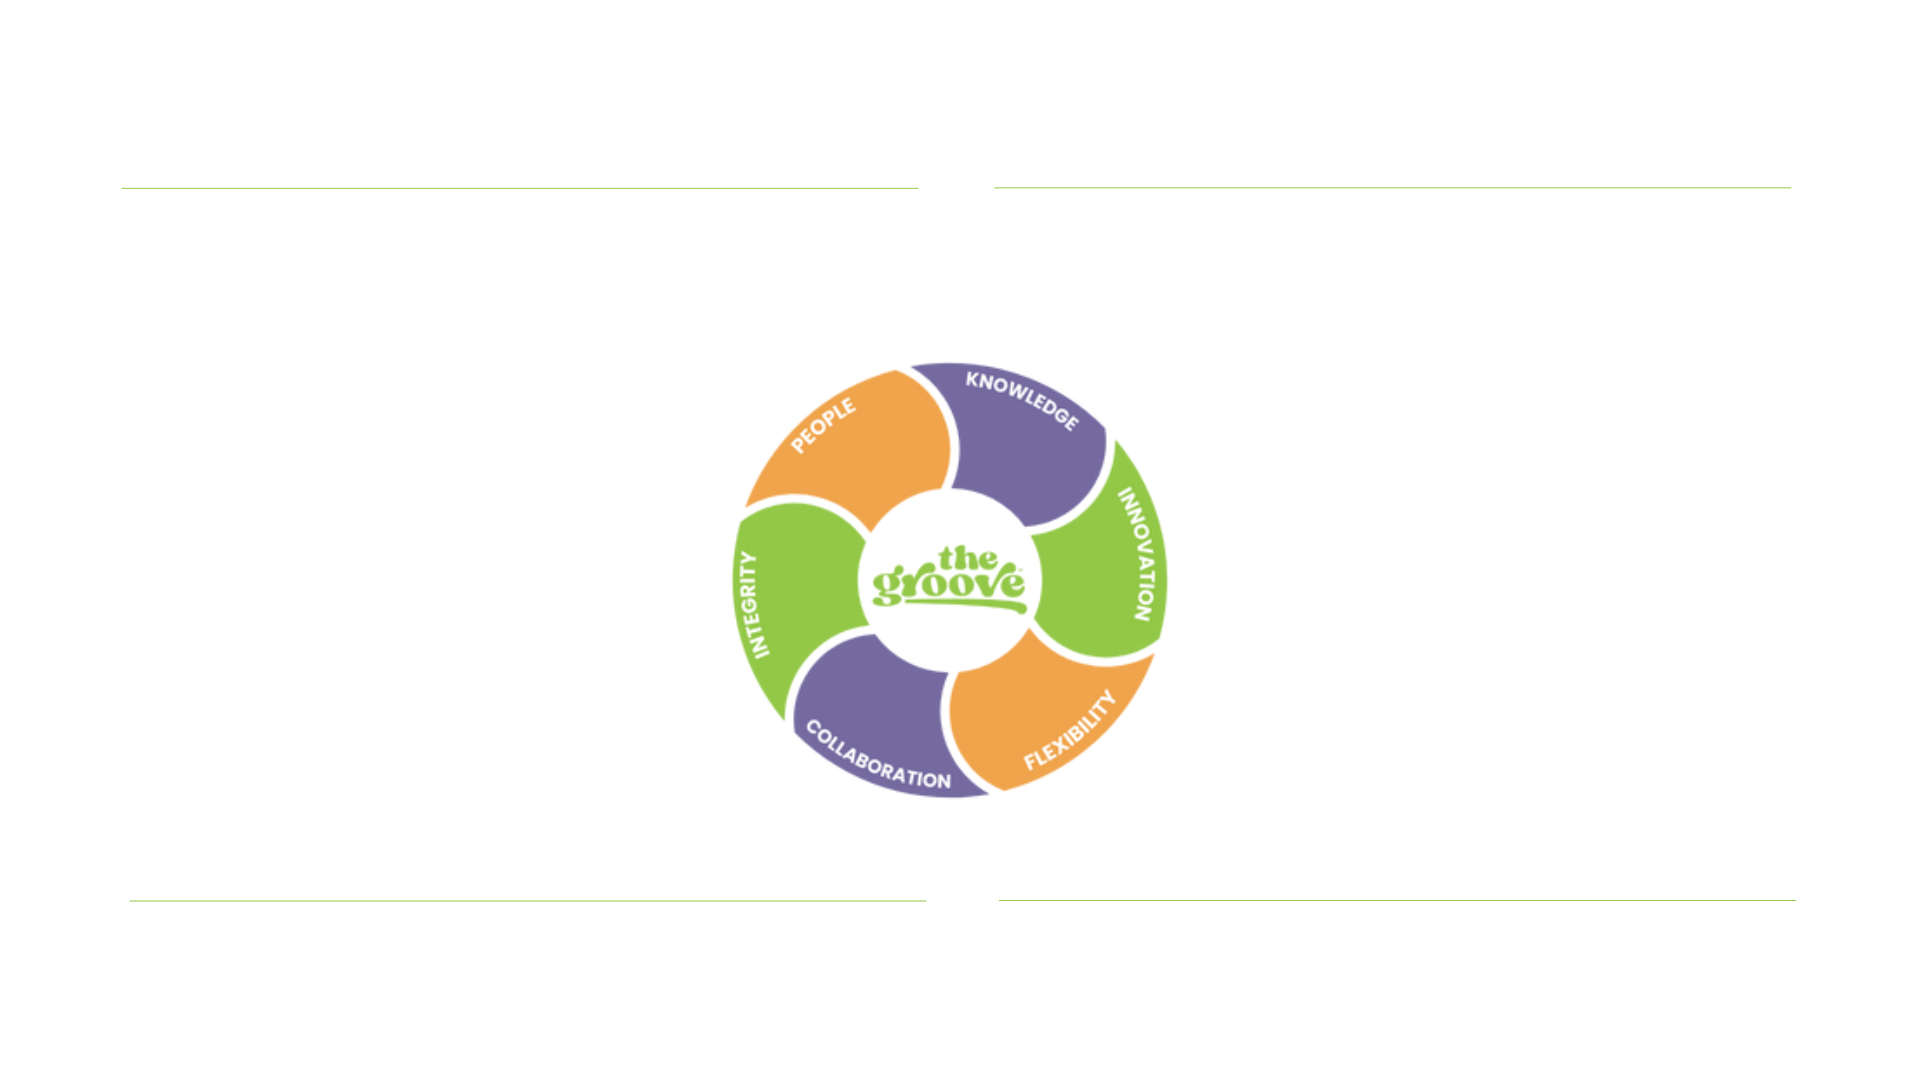 PEOPLE
KNOWLEDGE
INNOVATION
FLEXIBILITY
COLLABORATION
INTEGRITY
the
groove